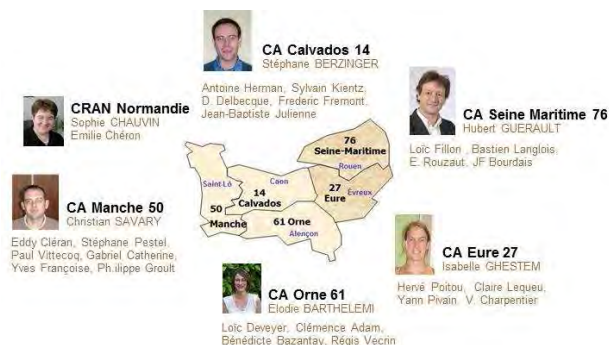 CA Calvados 14
Stéphane BERZINGER
Antoine Herman, Sylvain Kientz,
D. Delbecque, Frederic Fremont,
Jean-Baptiste Julienne
CRAN Normandie
Sophie CHAUVIN
Emilie Chéron
CA Seine Maritime 76
Hubert GUERAULT
Loïc Fillon, Bastien Langlois,
E. Rouzaut, JF Bourdais
76
Seine-Maritime
Rouen
Saint-Lô
Caen
14
Calvados
27
Eure
Évreux
50
Manche
61 Orne
Alençon
CA Manche 50
Christian SAVARY
Eddy Cléran, Stéphane Pestel,
Paul Vittecoq, Gabriel Catherine,
Yves Françoise, Ph.ilippe Groult
CA Eure 27
Isabelle GHESTEM
Hervé Poitou, Claire Lequeu,
Yann Pivain, V. Charpentier
CA Orne 61
Elodie BARTHELEMI
Loïc Deveyer, Clémence Adam,
Bénédicte Bazantay, Régis Vecrin